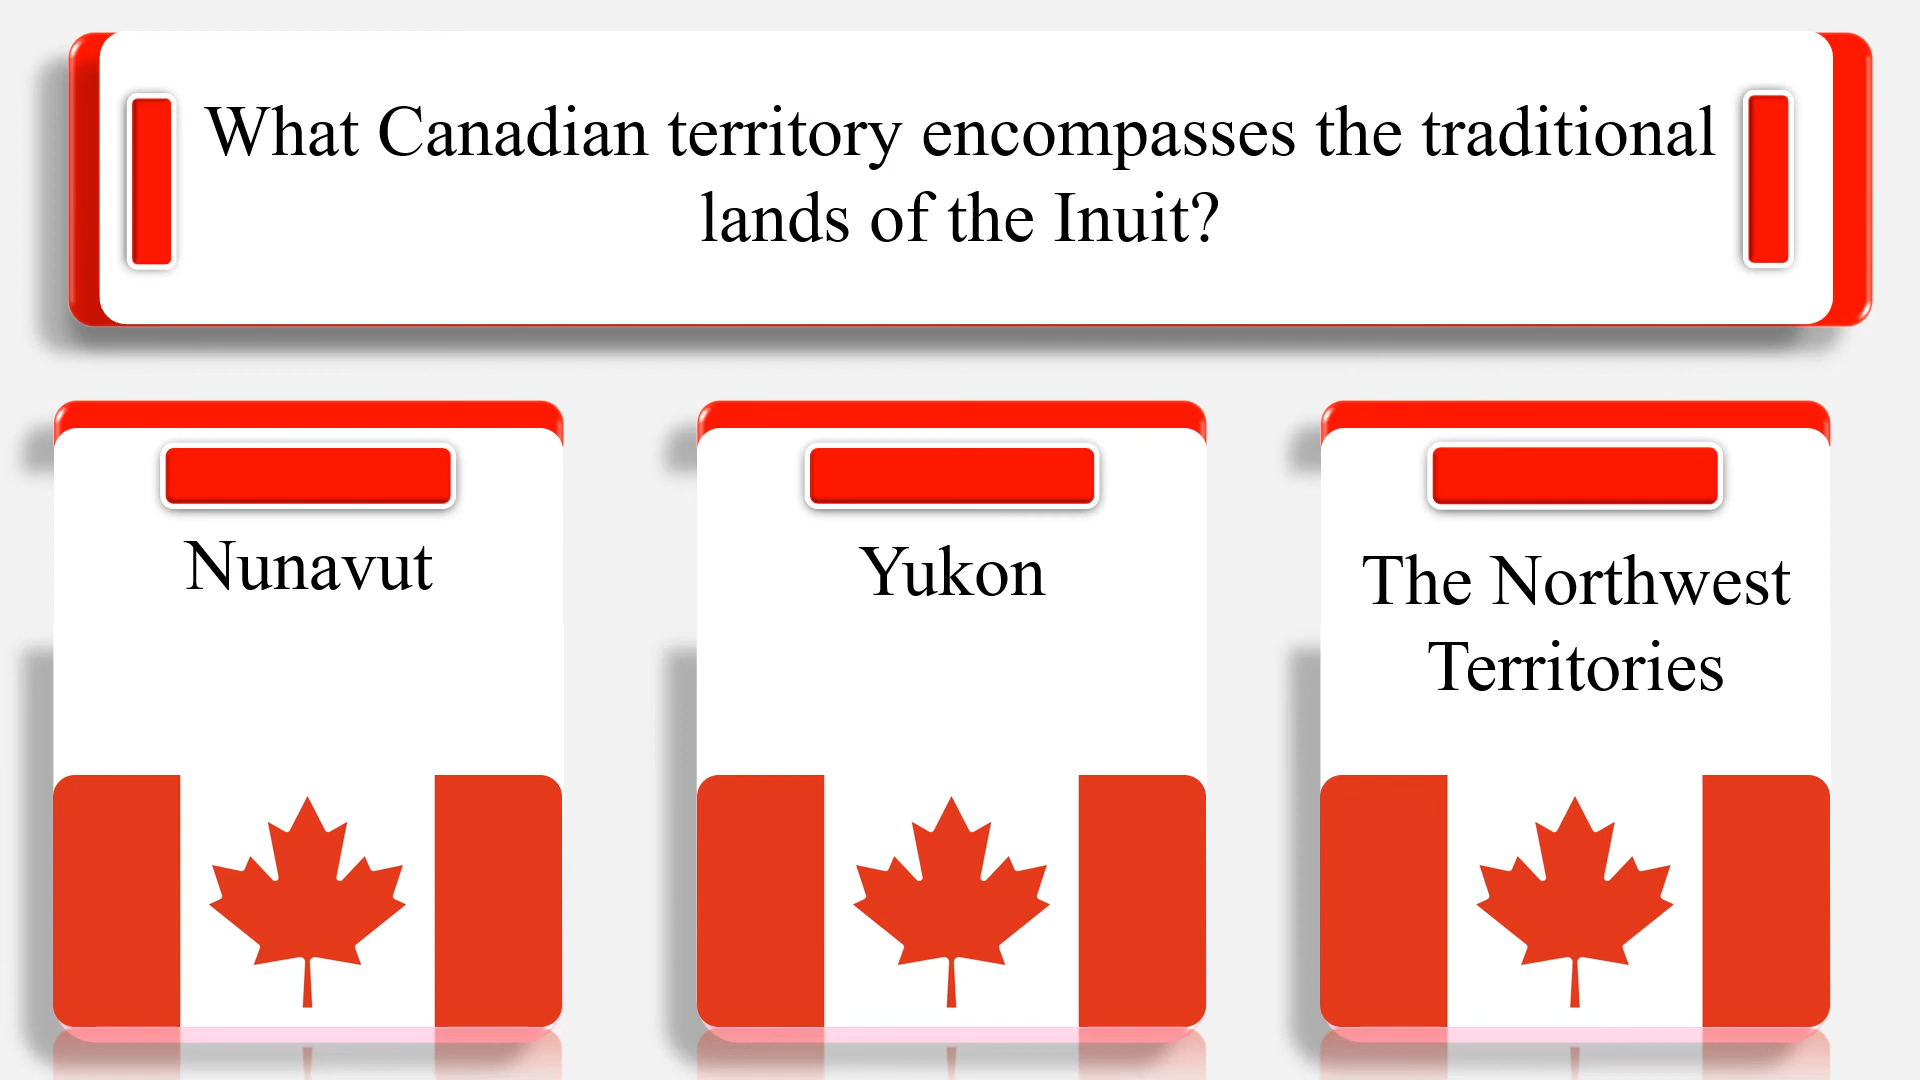 What Canadian territory encompasses the traditional
lands of the Inuit?
Nunavut
Yukon
The Northwest
Territories